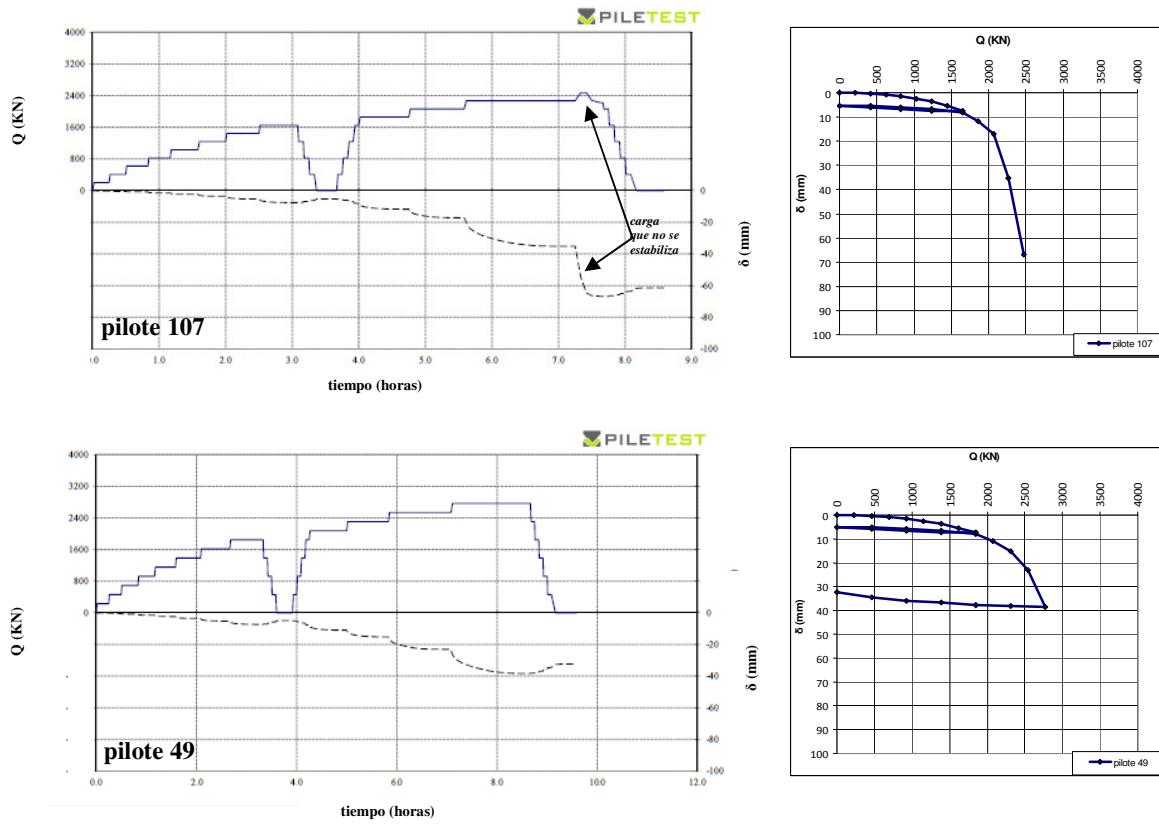 PILETEST
Q (KN)
4000
3200
2400
1600
800
0
0
-20
-40
-60
-80
-100
δ (mm)
carga
que no se
estabiliza
pilote 107
0.0 1.0 2.0 3.0 4.0 5.0 6.0 7.0 8.0 9.0
tiempo (horas)
Q (KN)
0 500 1000 1500 2000 2500 3000 3500 4000
0
10
20
30
40
50
60
70
80
90
100
δ (mm)
pilote 107
PILETEST
Q (KN)
4000
3200
2400
1600
800
0
0
-20
-40
-60
-80
-100
δ (mm)
pilote 49
0.0 2.0 4.0 6.0 8.0 10.0 12.0
tiempo (horas)
Q (KN)
0 500 1000 1500 2000 2500 3000 3500 4000
0
10
20
30
40
50
60
70
80
90
100
δ (mm)
pilote 49